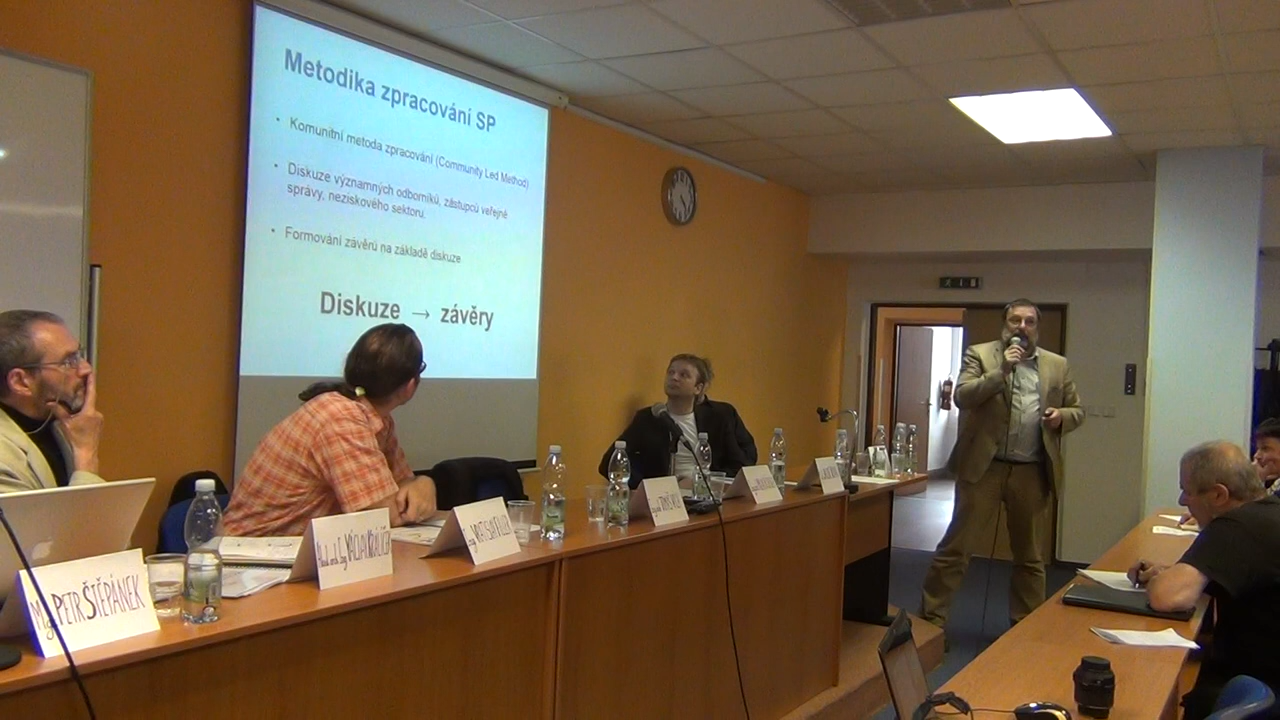 Metodika zpracování SP
• Komunitní metoda zpracování (Community Led Method)
• Diskuze významných odborníků, zástupců veřejné
správy, neziskového sektoru.
• Formování závěrů na základě diskuze
Diskuze → závěry
Mgr. PETR ŠTĚPÁNEK